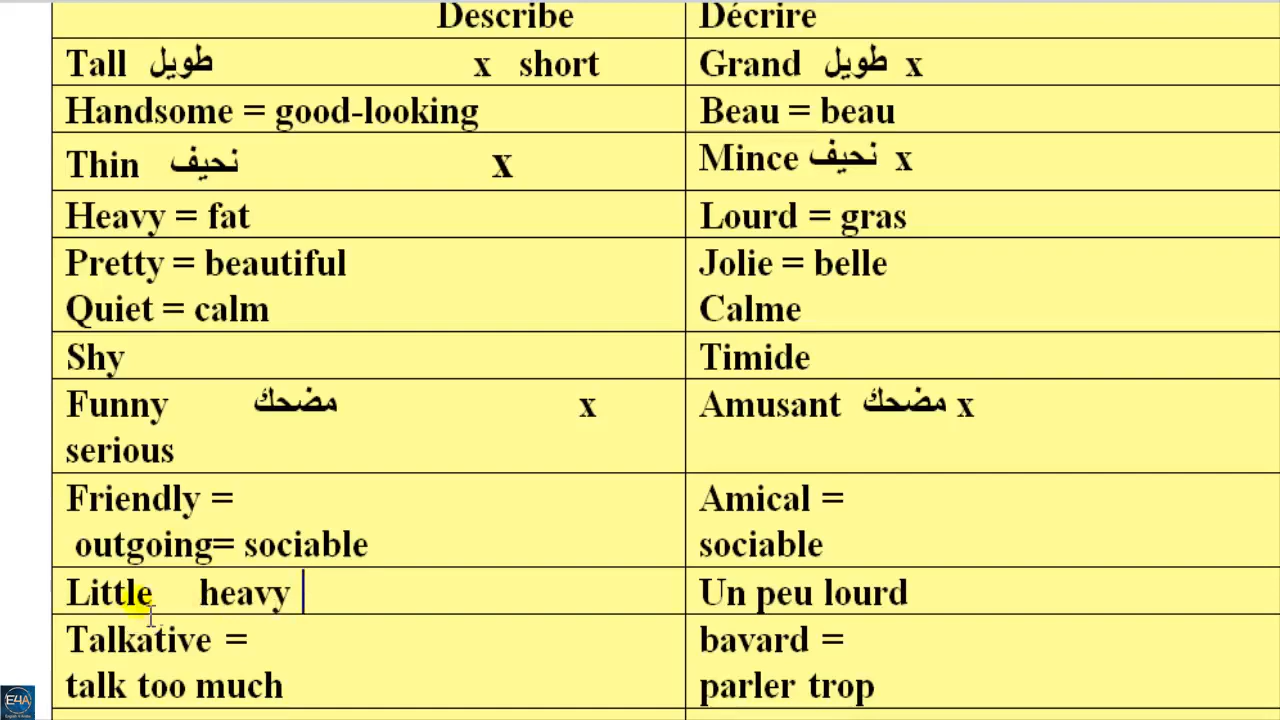 Describe Décrire
Tall طويل x short Grand طويل x
Handsome = good-looking Beau = beau
Thin نحيف x Mince نحيف x
Heavy = fat Lourd = gras
Pretty = beautiful Jolie = belle
Quiet = calm Calme
Shy Timide
Funny مضحك x Amusant مضحك x
serious
Friendly = Amical =
outgoing= sociable sociable
Little heavy Un peu lourd
Talkative = bavard =
talk too much parler trop
E4A